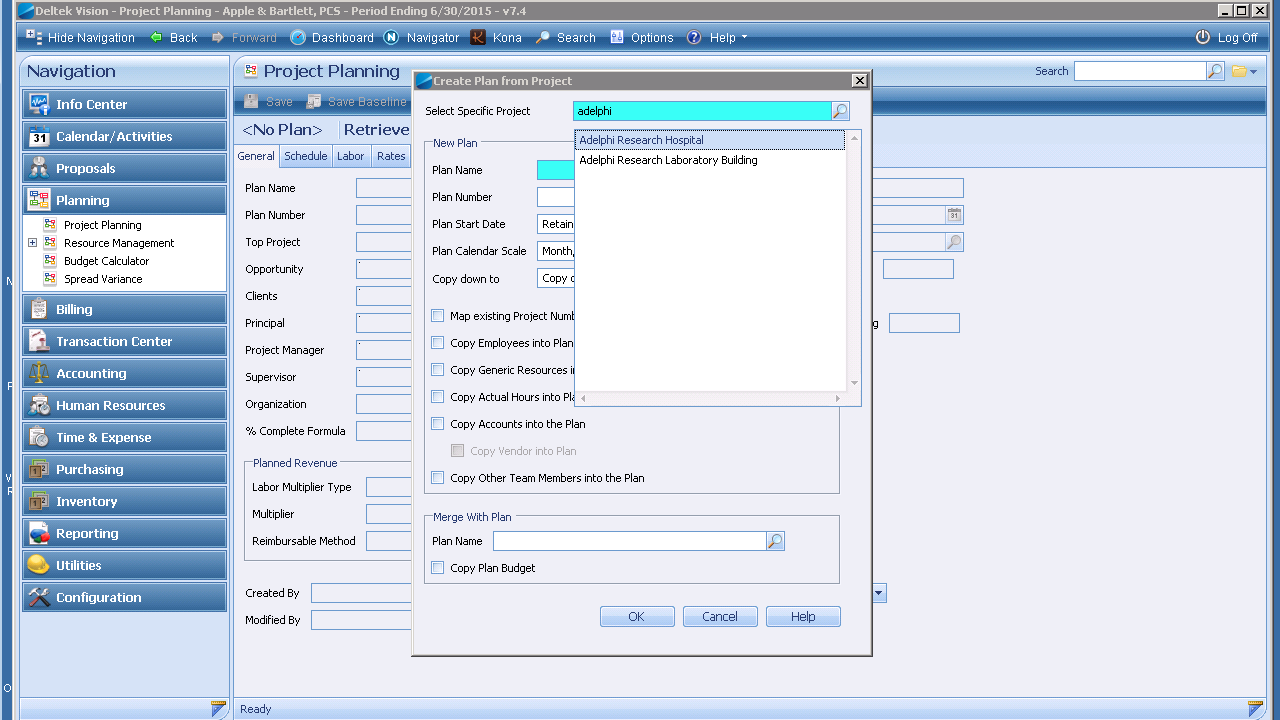 Deltek Vision - Project Planning - Apple & Bartlett, PCS - Period Ending 6/30/2015 - v7.4
Hide Navigation Back Forward Dashboard Navigator Kona Search Options Help Log Off
Navigation
Info Center
31 Calendar/Activities
Proposals
Planning
Project Planning
Resource Management
Budget Calculator
Spread Variance
Billing
Transaction Center
Accounting
Human Resources
Time & Expense
Purchasing
Inventory
Reporting
Utilities
Configuration
Project Planning
Search
Save Save Baseline
<No Plan> Retrieve
General Schedule Labor Rates
Plan Name
Plan Number
31
Top Project
Opportunity
Clients
Principal
g
Project Manager
Supervisor
Organization
% Complete Formula
Planned Revenue
Labor Multiplier Type
Multiplier
Reimbursable Method
Created By
Modified By
Ready
Create Plan from Project
Select Specific Project adelphi
Adelphi Research Hospital
Adelphi Research Laboratory Building
New Plan
Plan Name
Plan Number
Plan Start Date Retain
Plan Calendar Scale Month,
Copy down to Copy
Map existing Project Numb
Copy Employees into Plan
Copy Generic Resources i
Copy Actual Hours into Pla
Copy Accounts into the Plan
Copy Vendor into Plan
Copy Other Team Members into the Plan
Merge With Plan
Plan Name
Copy Plan Budget
OK Cancel Help